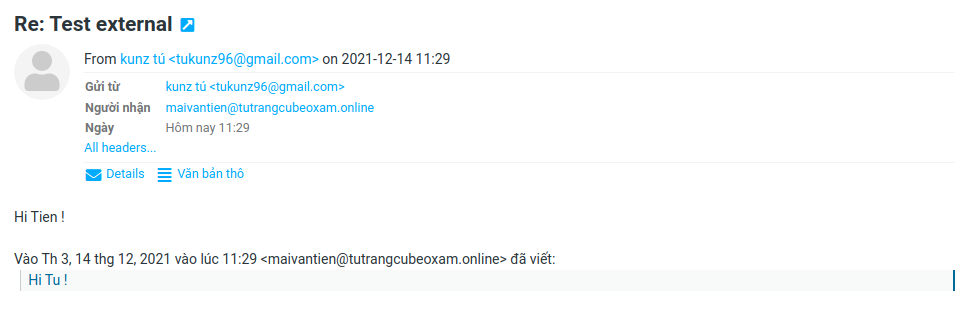 Re: Test external
From kunz tú <tukunz96@gmail.com> on 2021-12-14 11:29
Gửi từ kunz tú <tukunz96@gmail.com>
Người nhận maivantien@tutrangcubeoxam.online
Ngày Hôm nay 11:29
All headers...
Details Văn bản thô
Hi Tien !
Vào Th 3, 14 thg 12, 2021 vào lúc 11:29 <maivantien@tutrangcubeoxam.online> đã viết:
Hi Tu !